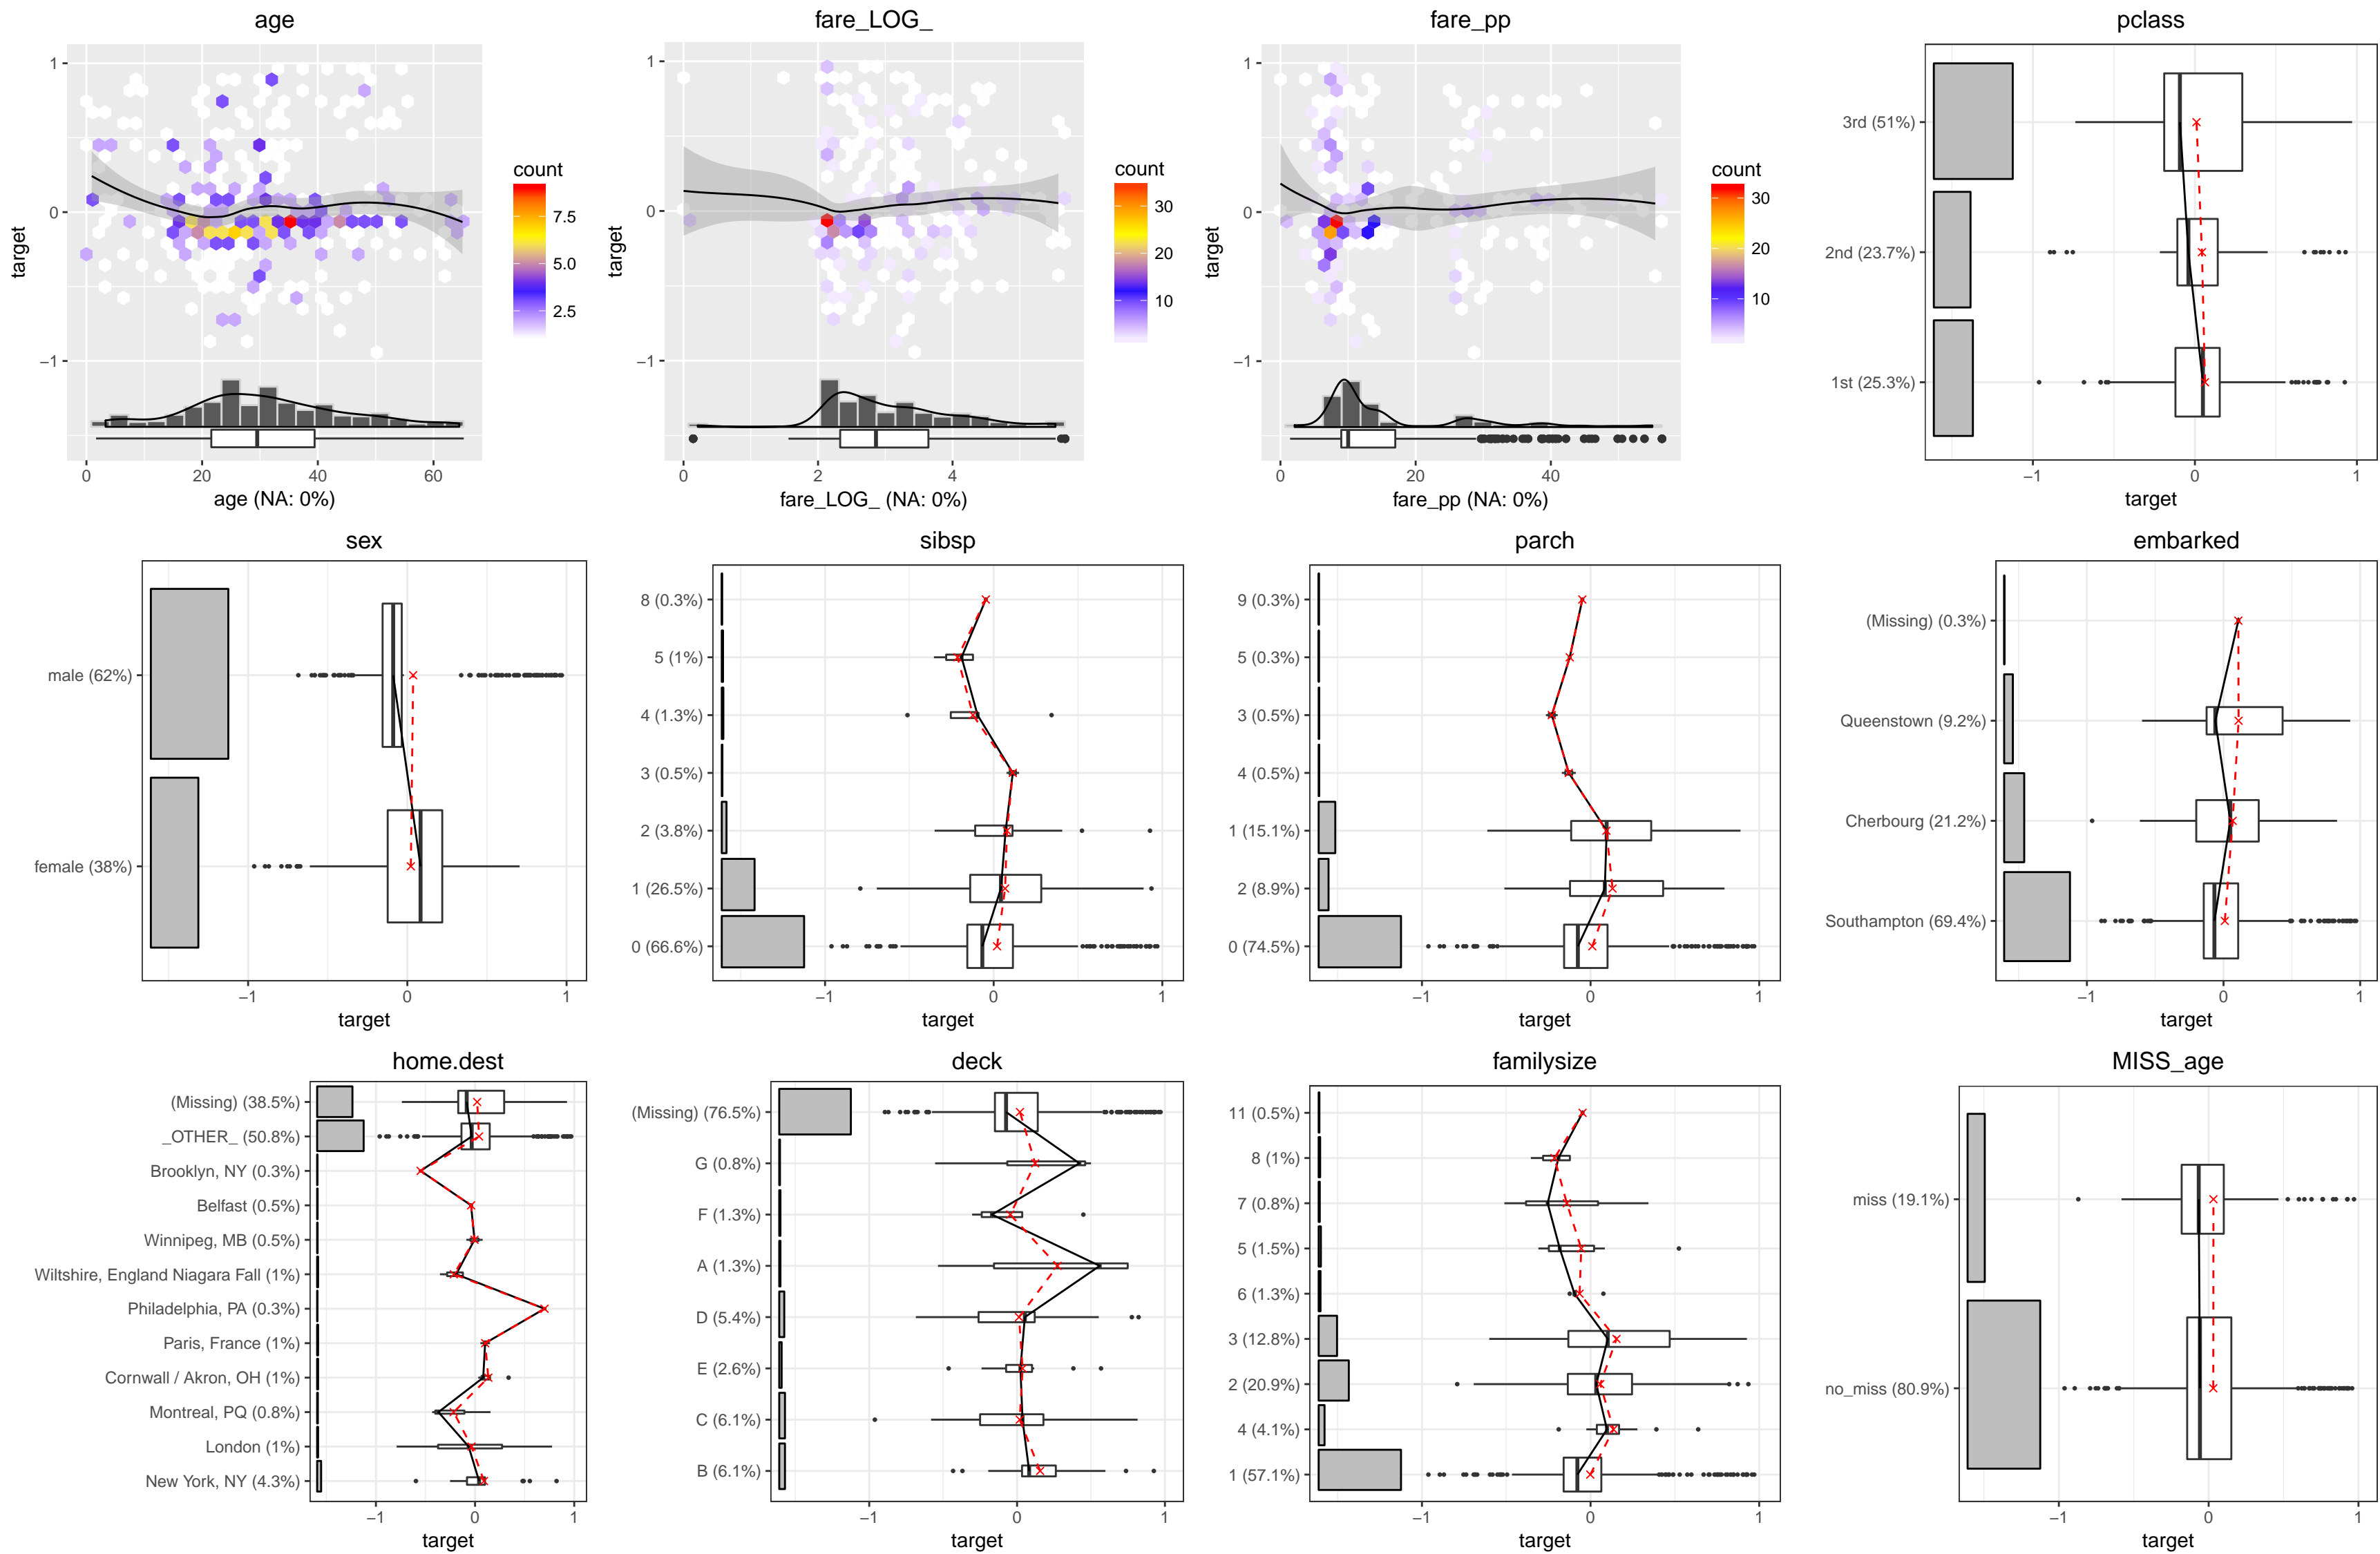 age
1
0
−1
target
0
20
40
60
age (NA: 0%)
count
7.5
5.0
2.5
fare_LOG_
1
0
−1
target
0
2
4
fare_LOG_ (NA: 0%)
count
30
20
10
fare_pp
1
0
−1
target
0
20
40
fare_pp (NA: 0%)
count
30
20
10
pclass
3rd (51%)
2nd (23.7%)
1st (25.3%)
−1
0
1
target
sex
male (62%)
female (38%)
−1
0
1
target
sibsp
8 (0.3%)
5 (1%)
4 (1.3%)
3 (0.5%)
2 (3.8%)
1 (26.5%)
0 (66.6%)
−1
0
1
target
parch
9 (0.3%)
5 (0.3%)
3 (0.5%)
4 (0.5%)
1 (15.1%)
2 (8.9%)
0 (74.5%)
−1
0
1
target
embarked
(Missing) (0.3%)
Queenstown (9.2%)
Cherbourg (21.2%)
Southampton (69.4%)
−1
0
1
target
home.dest
(Missing) (38.5%)
_OTHER_ (50.8%)
Brooklyn, NY (0.3%)
Belfast (0.5%)
Winnipeg, MB (0.5%)
Wiltshire, England Niagara Fall (1%)
Philadelphia, PA (0.3%)
Paris, France (1%)
Cornwall / Akron, OH (1%)
Montreal, PQ (0.8%)
London (1%)
New York, NY (4.3%)
−1
0
1
target
deck
(Missing) (76.5%)
G (0.8%)
F (1.3%)
A (1.3%)
D (5.4%)
E (2.6%)
C (6.1%)
B (6.1%)
−1
0
1
target
familysize
11 (0.5%)
8 (1%)
7 (0.8%)
5 (1.5%)
6 (1.3%)
3 (12.8%)
2 (20.9%)
4 (4.1%)
1 (57.1%)
−1
0
1
target
MISS_age
miss (19.1%)
no_miss (80.9%)
−1
0
1
target